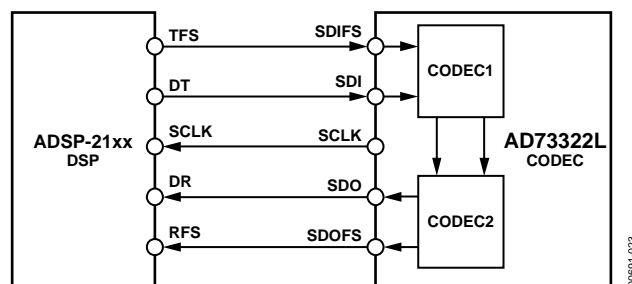 TFS SDIFS
CODEC1
DT SDI
ADSP-21xx
DSP
SCLK SCLK
AD73322L
CODEC
DR SDO
CODEC2
RFS SDOFS